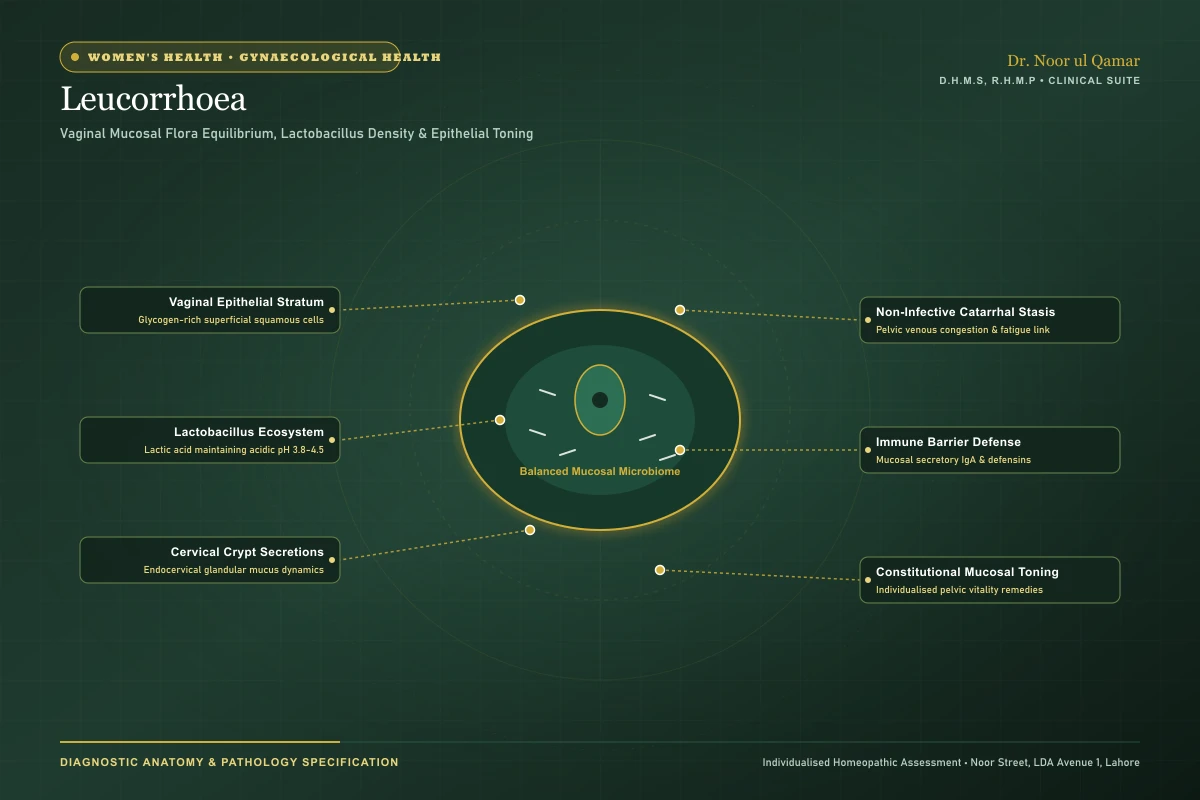 WOMEN'S HEALTH • GYNAECOLOGICAL HEALTH
Leucorrhoea
Vaginal Mucosal Flora Equilibrium, Lactobacillus Density & Epithelial Toning
Dr. Noor ul Qamar
D.H.M.S, R.H.M.P • CLINICAL SUITE
Vaginal Epithelial Stratum
Glycogen-rich superficial squamous cells
Lactobacillus Ecosystem
Lactic acid maintaining acidic pH 3.8-4.5
Cervical Crypt Secretions
Endocervical glandular mucus dynamics
Balanced Mucosal Microbiome
Non-Infective Catarrhal Stasis
Pelvic venous congestion & fatigue link
Immune Barrier Defense
Mucosal secretory IgA & defensins
Constitutional Mucosal Toning
Individualised pelvic vitality remedies
DIAGNOSTIC ANATOMY & PATHOLOGY SPECIFICATION
Individualised Homeopathic Assessment • Noor Street, LDA Avenue 1, Lahore